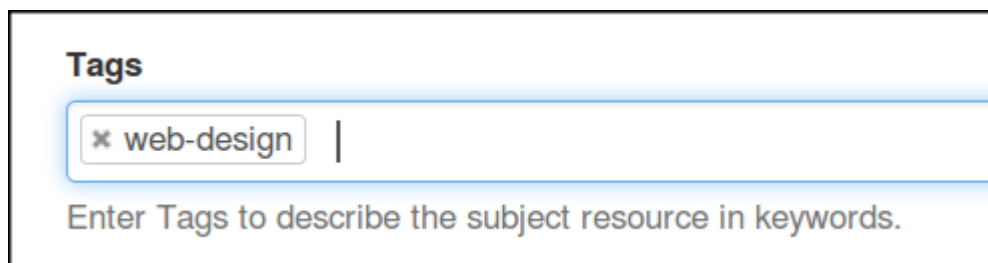 Tags
× web-design
Enter Tags to describe the subject resource in keywords.